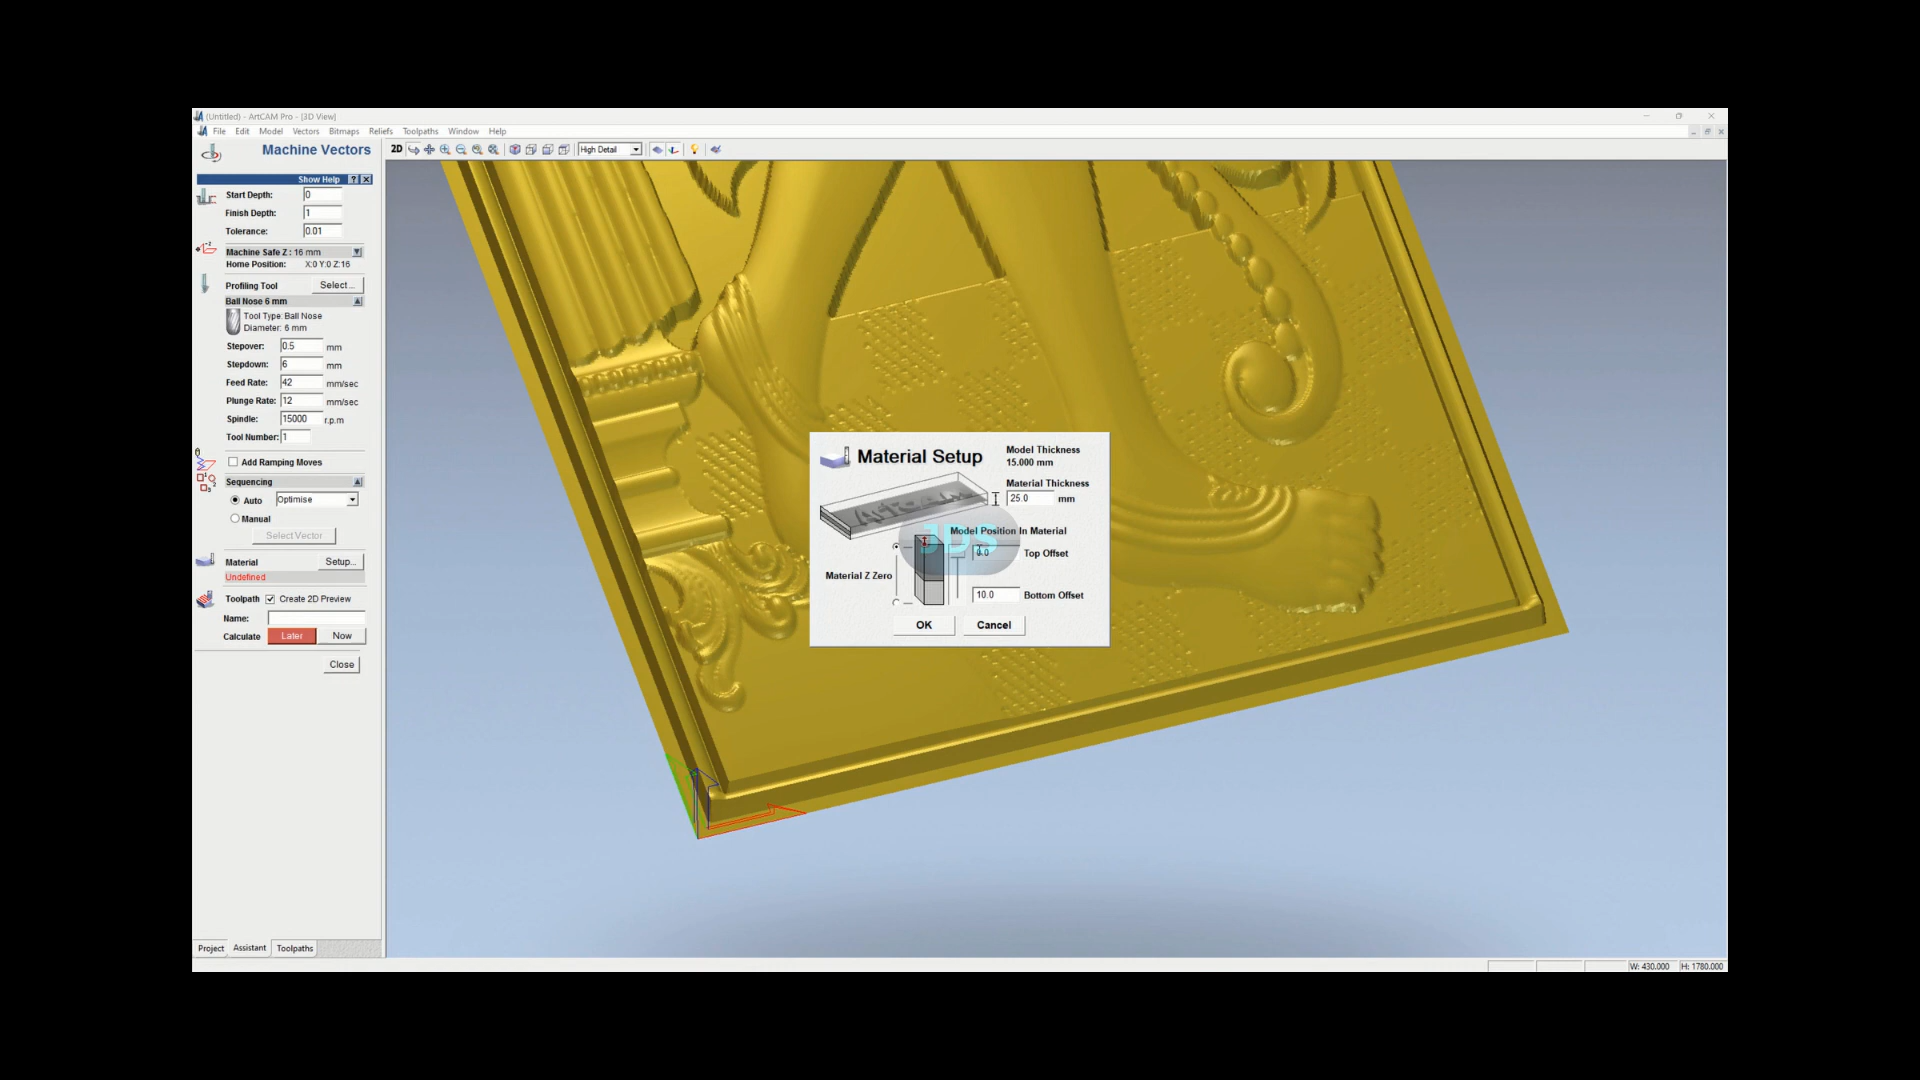 (Untitled) - ArtCAM Pro - [3D View]
File Edit Model Vectors Bitmaps Reliefs Toolpaths Window Help
Machine Vectors
2D High Detail
Show Help ?
Start Depth: 0
Finish Depth: 1
Tolerance: 0.01
Machine Safe Z : 16 mm
Home Position: X:0 Y:0 Z:16
Profiling Tool Select...
Ball Nose 6 mm
Tool Type: Ball Nose
Diameter: 6 mm
Stepover: 0.5 mm
Stepdown: 6 mm
Feed Rate: 42 mm/sec
Plunge Rate: 12 mm/sec
Spindle: 15000 r.p.m
Tool Number: 1
Add Ramping Moves
Sequencing
Auto Optimise
Manual
Select Vector
Material Setup...
Undefined
Toolpath Create 2D Preview
Name:
Calculate Later Now
Close
Project Assistant Toolpaths
Material Setup
Model Thickness
15.000 mm
Material Thickness
25.0 mm
ArtCAM
JDS
Model Position In Material
0.0 Top Offset
Material Z Zero
10.0 Bottom Offset
OK Cancel
W: 430.000 H: 1780.000